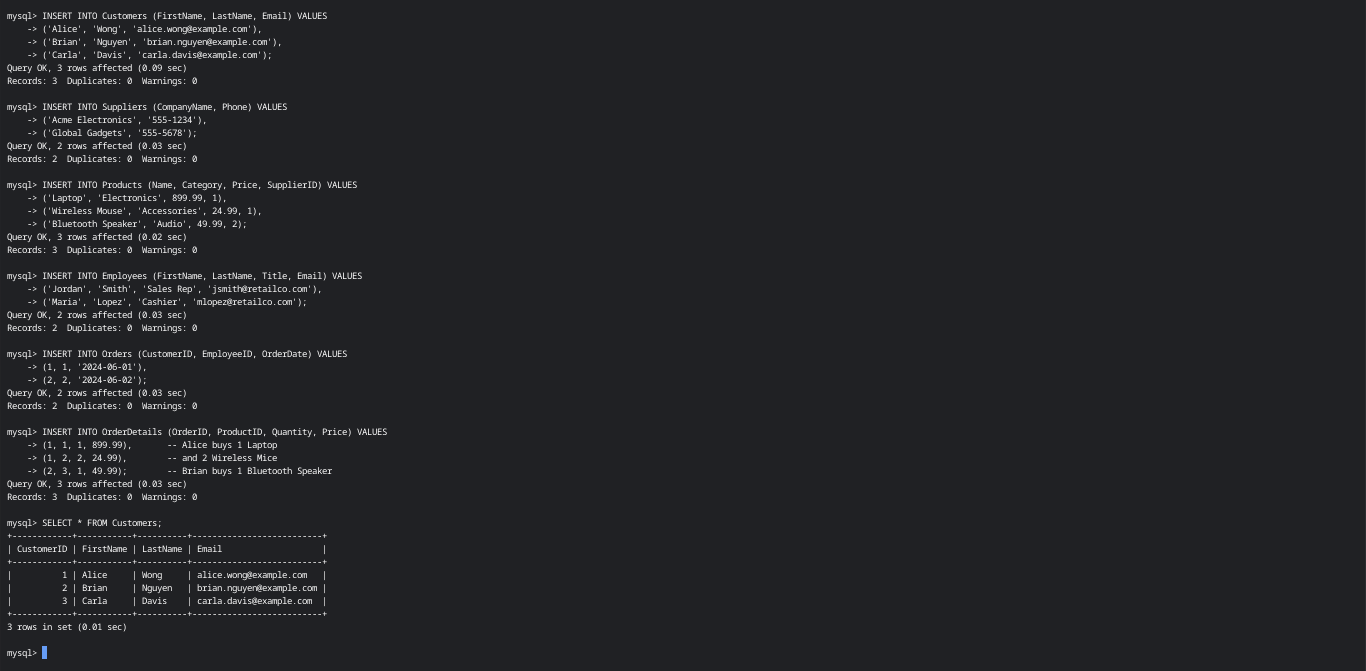 mysql> INSERT INTO Customers (FirstName, LastName, Email) VALUES
    -> ('Alice', 'Wong', 'alice.wong@example.com'),
    -> ('Brian', 'Nguyen', 'brian.nguyen@example.com'),
    -> ('Carla', 'Davis', 'carla.davis@example.com');
Query OK, 3 rows affected (0.09 sec)
Records: 3  Duplicates: 0  Warnings: 0

mysql> INSERT INTO Suppliers (CompanyName, Phone) VALUES
    -> ('Acme Electronics', '555-1234'),
    -> ('Global Gadgets', '555-5678');
Query OK, 2 rows affected (0.03 sec)
Records: 2  Duplicates: 0  Warnings: 0

mysql> INSERT INTO Products (Name, Category, Price, SupplierID) VALUES
    -> ('Laptop', 'Electronics', 899.99, 1),
    -> ('Wireless Mouse', 'Accessories', 24.99, 1),
    -> ('Bluetooth Speaker', 'Audio', 49.99, 2);
Query OK, 3 rows affected (0.02 sec)
Records: 3  Duplicates: 0  Warnings: 0

mysql> INSERT INTO Employees (FirstName, LastName, Title, Email) VALUES
    -> ('Jordan', 'Smith', 'Sales Rep', 'jsmith@retailco.com'),
    -> ('Maria', 'Lopez', 'Cashier', 'mlopez@retailco.com');
Query OK, 2 rows affected (0.03 sec)
Records: 2  Duplicates: 0  Warnings: 0

mysql> INSERT INTO Orders (CustomerID, EmployeeID, OrderDate) VALUES
    -> (1, 1, '2024-06-01'),
    -> (2, 2, '2024-06-02');
Query OK, 2 rows affected (0.03 sec)
Records: 2  Duplicates: 0  Warnings: 0

mysql> INSERT INTO OrderDetails (OrderID, ProductID, Quantity, Price) VALUES
    -> (1, 1, 1, 899.99),       -- Alice buys 1 Laptop
    -> (1, 2, 2, 24.99),        -- and 2 Wireless Mice
    -> (2, 3, 1, 49.99);        -- Brian buys 1 Bluetooth Speaker
Query OK, 3 rows affected (0.03 sec)
Records: 3  Duplicates: 0  Warnings: 0

mysql> SELECT * FROM Customers;
+------------+-----------+----------+--------------------------+
| CustomerID | FirstName | LastName | Email                    |
+------------+-----------+----------+--------------------------+
|          1 | Alice     | Wong     | alice.wong@example.com   |
|          2 | Brian     | Nguyen   | brian.nguyen@example.com |
|          3 | Carla     | Davis    | carla.davis@example.com  |
+------------+-----------+----------+--------------------------+
3 rows in set (0.01 sec)

mysql>